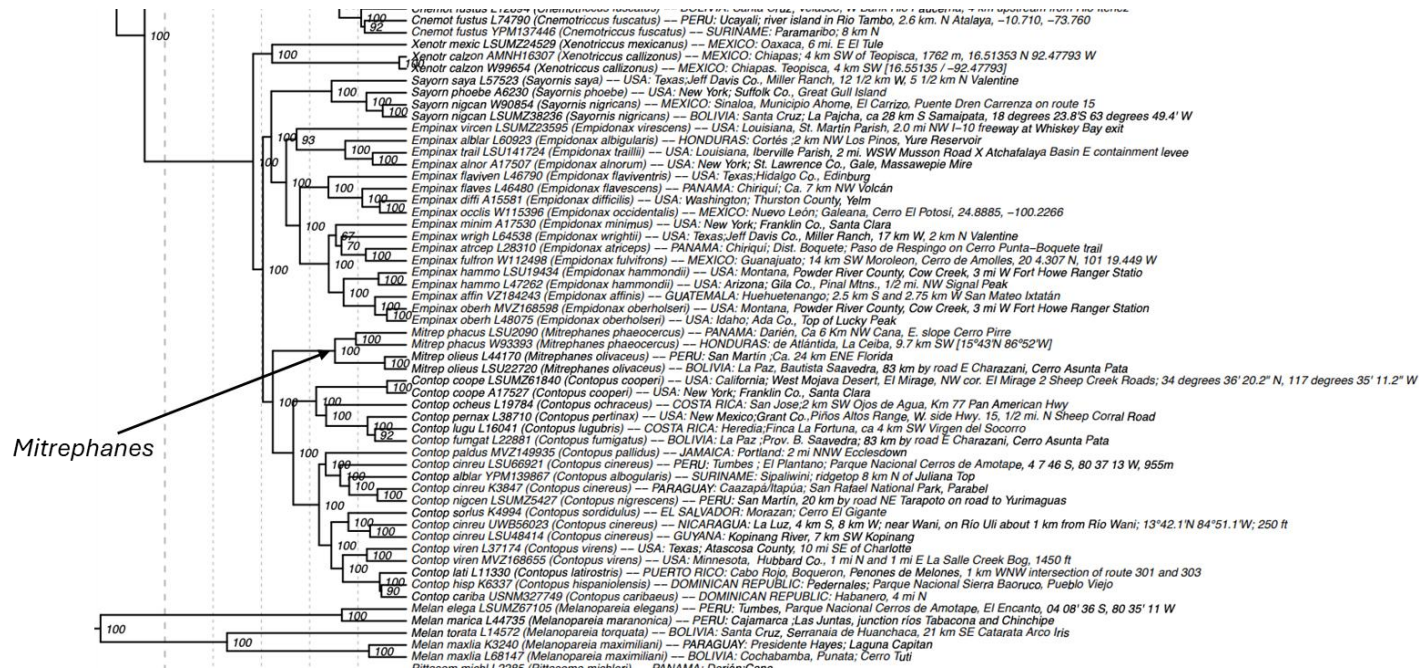 Cnemot fustus L74790 (Cnemotriccus fuscatus) −− PERU: Ucayali; river island in Rio Tambo, 2.6 km. N Atalaya, −10.710, −73.760
Cnemot fustus YPM137446 (Cnemotriccus fuscatus) −− SURINAME: Paramaribo; 8 km N
Xenotr mexic LSUMZ24529 (Xenotriccus mexicanus) −− MEXICO: Oaxaca, 6 mi. E El Tule
Xenotr calzon AMNH16307 (Xenotriccus callizonus) −− MEXICO: Chiapas; 4 km SW of Teopisca, 1762 m, 16.51353 N 92.47793 W
Xenotr calzon W99654 (Xenotriccus callizonus) −− MEXICO: Chiapas. Teopisca, 4 km SW [16.55135 / −92.47793]
Sayorn saya L57523 (Sayornis saya) −− USA: Texas;Jeff Davis Co., Miller Ranch, 12 1/2 km W, 5 1/2 km N Valentine
Sayorn phoebe A6230 (Sayornis phoebe) −− USA: New York; Suffolk Co., Great Gull Island
Sayorn nigcan W90854 (Sayornis nigricans) −− MEXICO: Sinaloa, Municipio Ahome, El Carrizo, Puente Dren Carrenza on route 15
Sayorn nigcan LSUMZ38236 (Sayornis nigricans) −− BOLIVIA: Santa Cruz; La Pajcha, ca 28 km S Samaipata, 18 degrees 23.8'S 63 degrees 49.4' W
Empinax vircen LSUMZ23595 (Empidonax virescens) −− USA: Louisiana, St. Martin Parish, 2.0 mi NW I−10 freeway at Whiskey Bay exit
Empinax alblar L60923 (Empidonax albigularis) −− HONDURAS: Cortés ;2 km NW Los Pinos, Yure Reservoir
Empinax trail LSU141724 (Empidonax traillii) −− USA: Louisiana, Iberville Parish, 2 mi. WSW Musson Road X Atchafalaya Basin E containment levee
Empinax alnor A17507 (Empidonax alnorum) −− USA: New York; St. Lawrence Co., Gale, Massawepie Mire
Empinax flaviven L46790 (Empidonax flaviventris) −− USA: Texas;Hidalgo Co., Edinburg
Empinax flaves L46480 (Empidonax flavescens) −− PANAMA: Chiriquí; Ca. 7 km NW Volcán
Empinax diffi A15581 (Empidonax difficilis) −− USA: Washington; Thurston County, Yelm
Empinax occlis W115396 (Empidonax occidentalis) −− MEXICO: Nuevo León; Galeana, Cerro El Potosí, 24.8885, −100.2266
Empinax minim A17530 (Empidonax minimus) −− USA: New York; Franklin Co., Santa Clara
Empinax wrigh L64538 (Empidonax wrightii) −− USA: Texas;Jeff Davis Co., Miller Ranch, 17 km W, 2 km N Valentine
Empinax atrcep L28310 (Empidonax atriceps) −− PANAMA: Chiriquí; Dist. Boquete; Paso de Respingo on Cerro Punta−Boquete trail
Empinax fulfron W112498 (Empidonax fulvifrons) −− MEXICO: Guanajuato; 14 km SW Moroleon, Cerro de Amolles, 20 4.307 N, 101 19.449 W
Empinax hammo LSU19434 (Empidonax hammondii) −− USA: Montana, Powder River County, Cow Creek, 3 mi W Fort Howe Ranger Statio
Empinax hammo L47262 (Empidonax hammondii) −− USA: Arizona; Gila Co., Pinal Mtns., 1/2 mi. NW Signal Peak
Empinax affin VZ184243 (Empidonax affinis) −− GUATEMALA: Huehuetenango; 2.5 km S and 2.75 km W San Mateo Ixtatán
Empinax oberh MVZ168598 (Empidonax oberholseri) −− USA: Montana, Powder River County, Cow Creek, 3 mi W Fort Howe Ranger Station
Empinax oberh L48075 (Empidonax oberholseri) −− USA: Idaho; Ada Co., Top of Lucky Peak
Mitrep phacus LSU2090 (Mitrephanes phaeocercus) −− PANAMA: Darién, Ca 6 Km NW Cana, E. slope Cerro Pirre
Mitrep phacus W93393 (Mitrephanes phaeocercus) −− HONDURAS: de Atlántida, La Ceiba, 9.7 km SW [15°43'N 86°52'W]
Mitrep olieus L44170 (Mitrephanes olivaceus) −− PERU: San Martín ;Ca. 24 km ENE Florida
Mitrep olieus LSU22720 (Mitrephanes olivaceus) −− BOLIVIA: La Paz, Bautista Saavedra, 83 km by road E Charazani, Cerro Asunta Pata
Contop coope LSUMZ61840 (Contopus cooperi) −− USA: California; West Mojava Desert, El Mirage, NW cor. El Mirage 2 Sheep Creek Roads; 34 degrees 36' 20.2" N, 117 degrees 35' 11.2" W
Contop coope A17527 (Contopus cooperi) −− USA: New York; Franklin Co., Santa Clara
Contop ocheus L19784 (Contopus ochraceus) −− COSTA RICA: San Jose;2 km SW Ojos de Agua, Km 77 Pan American Hwy
Contop pernax L38710 (Contopus pertinax) −− USA: New Mexico;Grant Co.,Piños Altos Range, W. side Hwy. 15, 1/2 mi. N Sheep Corral Road
Contop lugu L16041 (Contopus lugubris) −− COSTA RICA: Heredia;Finca La Fortuna, ca 4 km SW Virgen del Socorro
Contop fumgat L22881 (Contopus fumigatus) −− BOLIVIA: La Paz ;Prov. B. Saavedra; 83 km by road E Charazani, Cerro Asunta Pata
Contop paldus MVZ149935 (Contopus pallidus) −− JAMAICA: Portland: 2 mi NNW Ecclesdown
Contop cinreu LSU66921 (Contopus cinereus) −− PERU: Tumbes ; El Plantano; Parque Nacional Cerros de Amotape, 4 7 46 S, 80 37 13 W, 955m
Contop alblar YPM139867 (Contopus albogularis) −− SURINAME: Sipaliwini; ridgetop 8 km N of Juliana Top
Contop cinreu K3847 (Contopus cinereus) −− PARAGUAY: Caazapá/Itapúa; San Rafael National Park, Parabel
Contop nigcen LSUMZ5427 (Contopus nigrescens) −− PERU: San Martín, 20 km by road NE Tarapoto on road to Yurimaguas
Contop sorlus K4994 (Contopus sordidulus) −− EL SALVADOR: Morazan; Cerro El Gigante
Contop cinreu UWB56023 (Contopus cinereus) −− NICARAGUA: La Luz, 4 km S, 8 km W; near Wani, on Río Uli about 1 km from Río Wani; 13°42.1'N 84°51.1'W; 250 ft
Contop cinreu LSU48414 (Contopus cinereus) −− GUYANA: Kopinang River, 7 km SW Kopinang
Contop viren L37174 (Contopus virens) −− USA: Texas; Atascosa County, 10 mi SE of Charlotte
Contop viren MVZ168655 (Contopus virens) −− USA: Minnesota, Hubbard Co., 1 mi N and 1 mi E La Salle Creek Bog, 1450 ft
Contop lati L11330 (Contopus latirostris) −− PUERTO RICO: Cabo Rojo, Boqueron, Penones de Melones, 1 km WNW intersection of route 301 and 303
Contop hisp K6337 (Contopus hispaniolensis) −− DOMINICAN REPUBLIC: Pedernales; Parque Nacional Sierra Baoruco, Pueblo Viejo
Contop cariba USNM327749 (Contopus caribaeus) −− DOMINICAN REPUBLIC: Habanero, 4 mi N
Melan elega LSUMZ67105 (Melanopareia elegans) −− PERU: Tumbes, Parque Nacional Cerros de Amotape, El Encanto, 04 08' 36 S, 80 35' 11 W
Melan marica L44735 (Melanopareia maranonica) −− PERU: Cajamarca ;Las Juntas, junction ríos Tabacona and Chinchipe
Melan torata L14572 (Melanopareia torquata) −− BOLIVIA: Santa Cruz, Serranaia de Huanchaca, 21 km SE Catarata Arco Iris
Melan maxlia K3240 (Melanopareia maximiliani) −− PARAGUAY: Presidente Hayes; Laguna Capitan
Melan maxlia L68147 (Melanopareia maximiliani) −− BOLIVIA: Cochabamba, Punata; Cerro Tuti
Mitrephanes
100
92
100
100
100
100
100
100
100
93
100
100
100
100
100
100
67
70
100
100
100
100
100
100
100
100
100
100
100
100
100
100
92
100
100
100
100
100
100
100
100
100
100
100
100
90
100
100
100
100